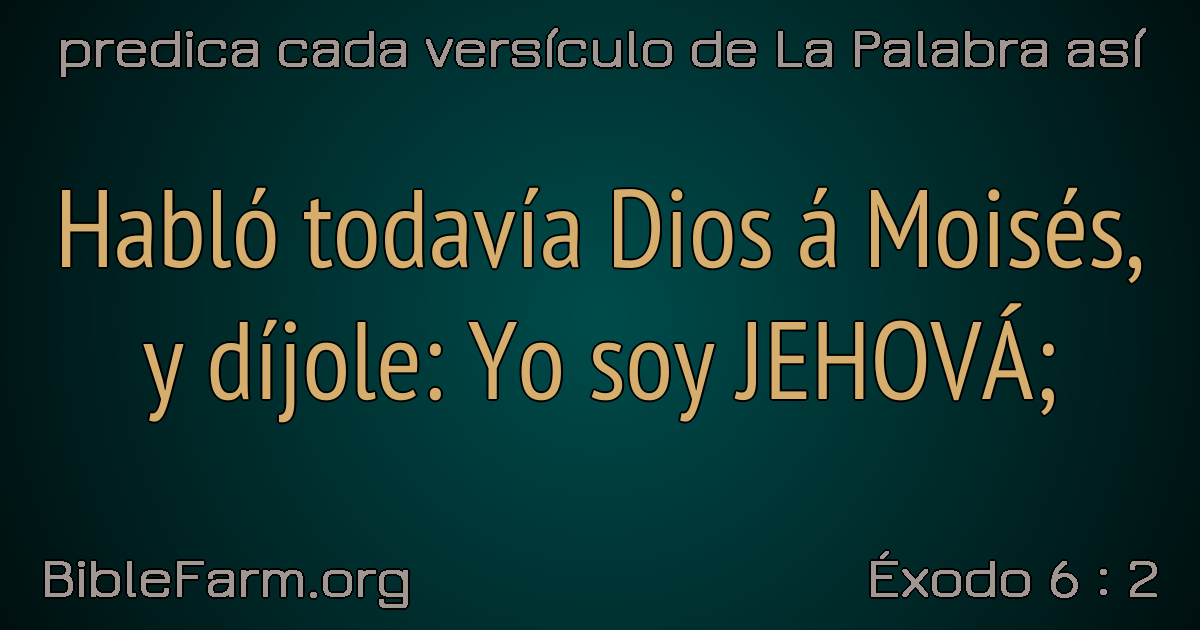 predica cada versículo de La Palabra así
Habló todavía Dios á Moisés,
y díjole: Yo soy JEHOVÁ;
BibleFarm.org
Éxodo 6 : 2